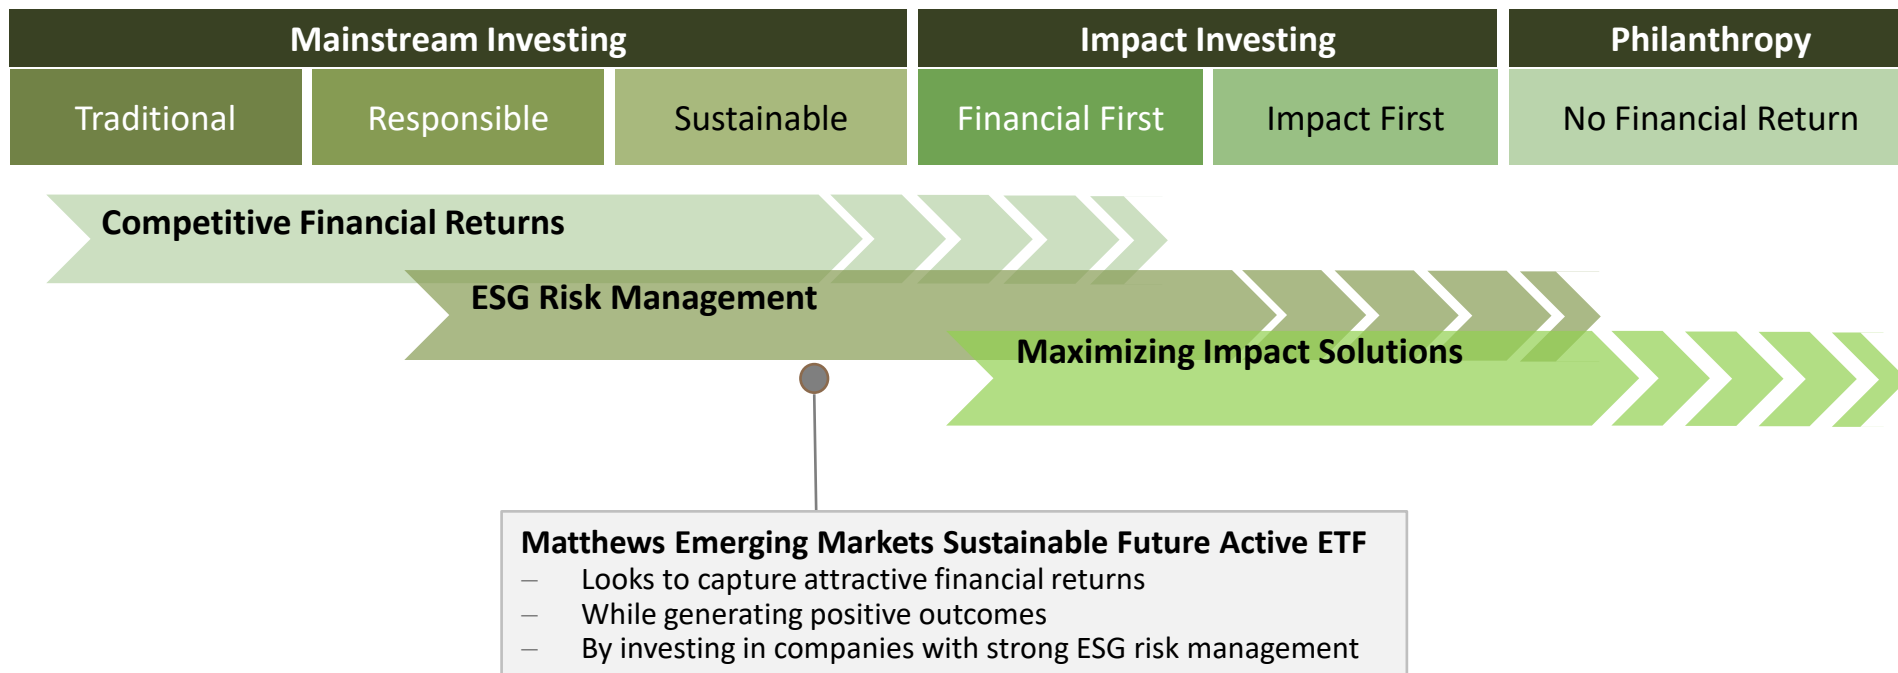 Mainstream Investing
Impact Investing
Philanthropy
Traditional
Responsible
Sustainable
Financial First
Impact First
No Financial Return
Competitive Financial Returns
ESG Risk Management
Maximizing Impact Solutions
Matthews Emerging Markets Sustainable Future Active ETF
– Looks to capture attractive financial returns
– While generating positive outcomes
– By investing in companies with strong ESG risk management